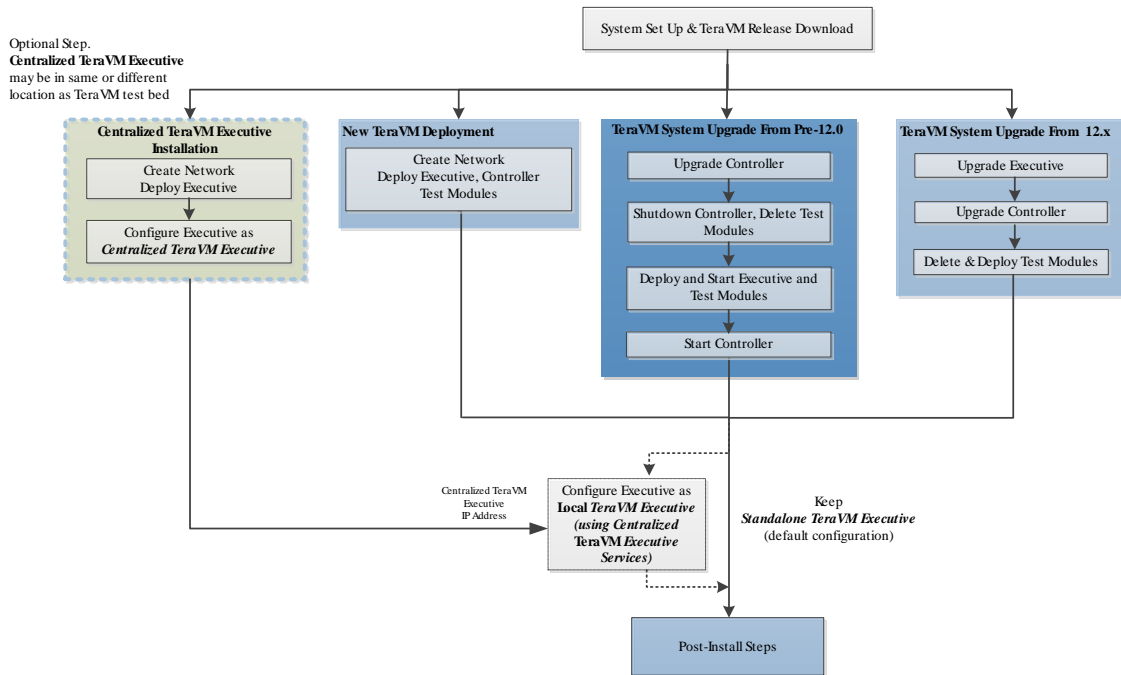 System Set Up & TeraVM Release Download
Optional Step.
Centralized TeraVM Executive
may be in same or different
location as TeraVM test bed
Centralized TeraVM Executive
Installation
Create Network
Deploy Executive
Configure Executive as
Centralized TeraVM Executive
New TeraVM Deployment
Create Network
Deploy Executive, Controller
Test Modules
TeraVM System Upgrade From Pre-12.0
Upgrade Controller
Shutdown Controller, Delete Test
Modules
Deploy and Start Executive and
Test Modules
Start Controller
TeraVM System Upgrade From 12.x
Upgrade Executive
Upgrade Controller
Delete & Deploy Test Modules
Centralized TeraVM
Executive
IP Address
Configure Executive as
Local TeraVM Executive
(using Centralized
TeraVM Executive
Services)
Keep
Standalone TeraVM Executive
(default configuration)
Post-Install Steps